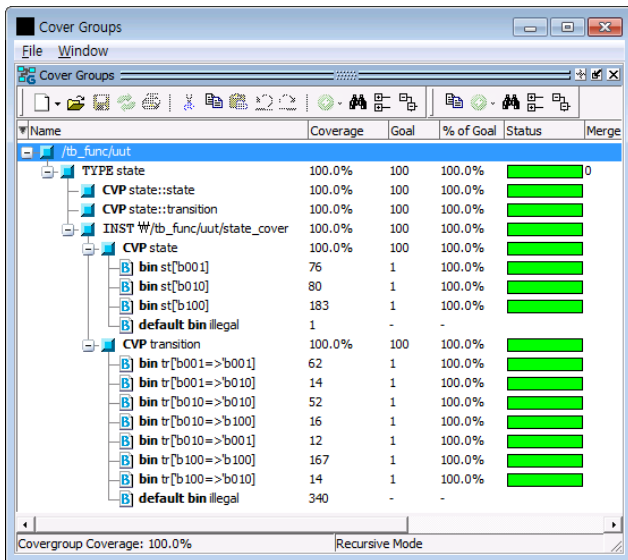 Cover Groups
File Window
Cover Groups
Name Coverage Goal % of Goal Status Merge
/tb_func/uut
TYPE state 100.0% 100 100.0% 0
CVP state::state 100.0% 100 100.0%
CVP state::transition 100.0% 100 100.0%
INST ₩/tb_func/uut/state_cover 100.0% 100 100.0%
CVP state 100.0% 100 100.0%
B bin st['b001] 76 1 100.0%
B bin st['b010] 80 1 100.0%
B bin st['b100] 183 1 100.0%
B default bin illegal 1 - -
CVP transition 100.0% 100 100.0%
B bin tr['b001=>'b001] 62 1 100.0%
B bin tr['b001=>'b010] 14 1 100.0%
B bin tr['b010=>'b010] 52 1 100.0%
B bin tr['b010=>'b100] 16 1 100.0%
B bin tr['b010=>'b001] 12 1 100.0%
B bin tr['b100=>'b100] 167 1 100.0%
B bin tr['b100=>'b010] 14 1 100.0%
B default bin illegal 340 - -
Covergroup Coverage: 100.0% Recursive Mode